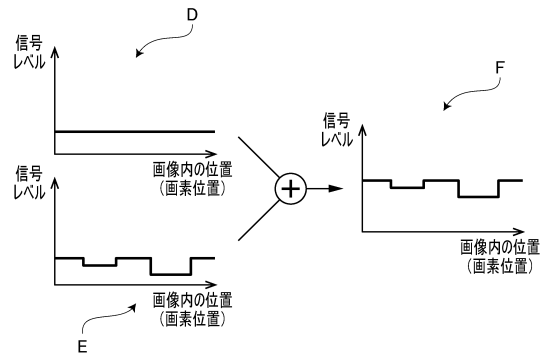 D
信号
レベル
画像内の位置
（画素位置）
信号
レベル
画像内の位置
（画素位置）
E
+
F
信号
レベル
画像内の位置
（画素位置）